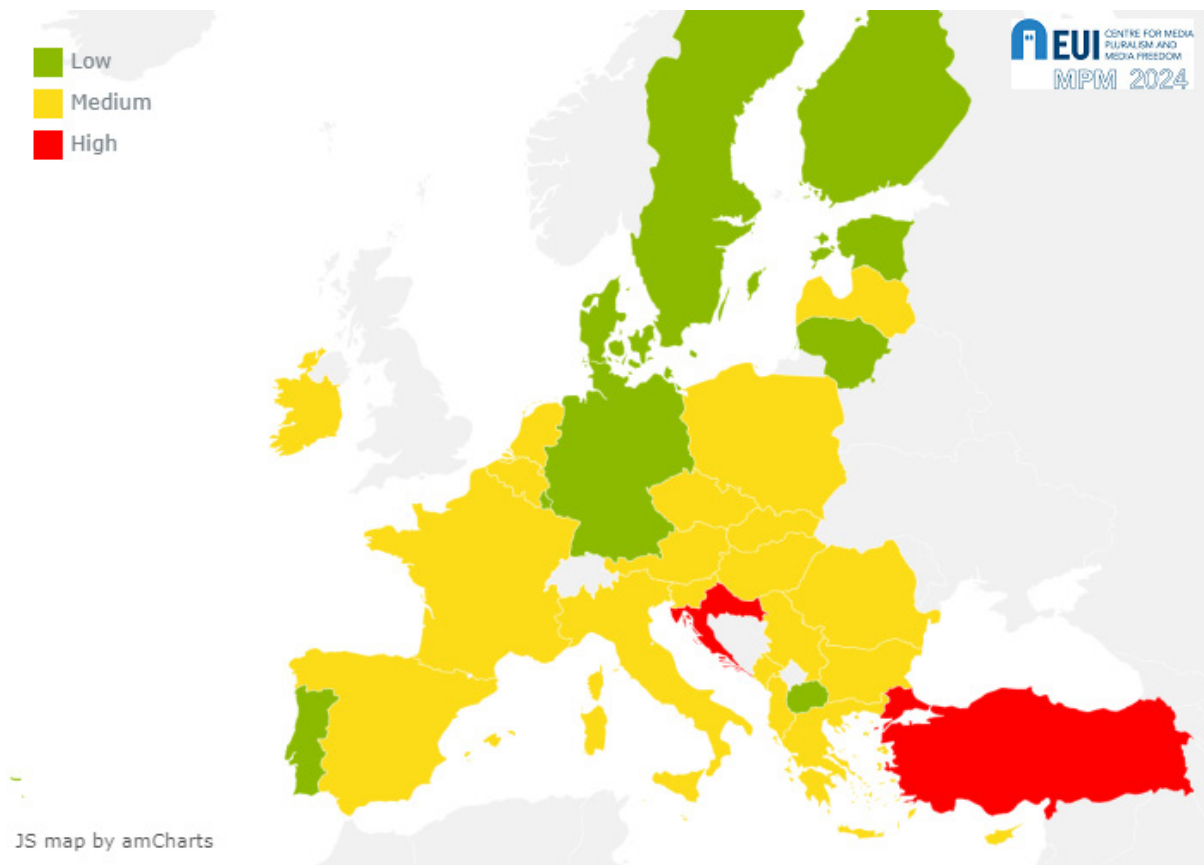 Low
Medium
High
EUI
CENTRE FOR MEDIA
PLURALISM AND
MEDIA FREEDOM
MPM 2024
JS map by amCharts